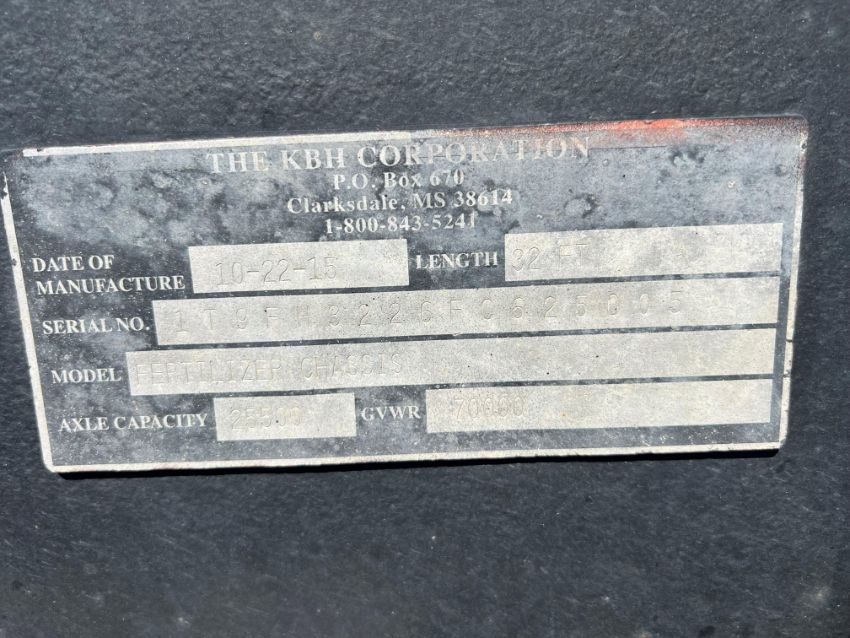 THE KBH CORPORATION
P.O. Box 670
Clarksdale, MS 38614
1-800-843-5241
DATE OF MANUFACTURE 10-22-15 LENGTH 32 FT
SERIAL NO.
MODEL FERTILIZER CHASSIS
AXLE CAPACITY 25500 GVWR 70000